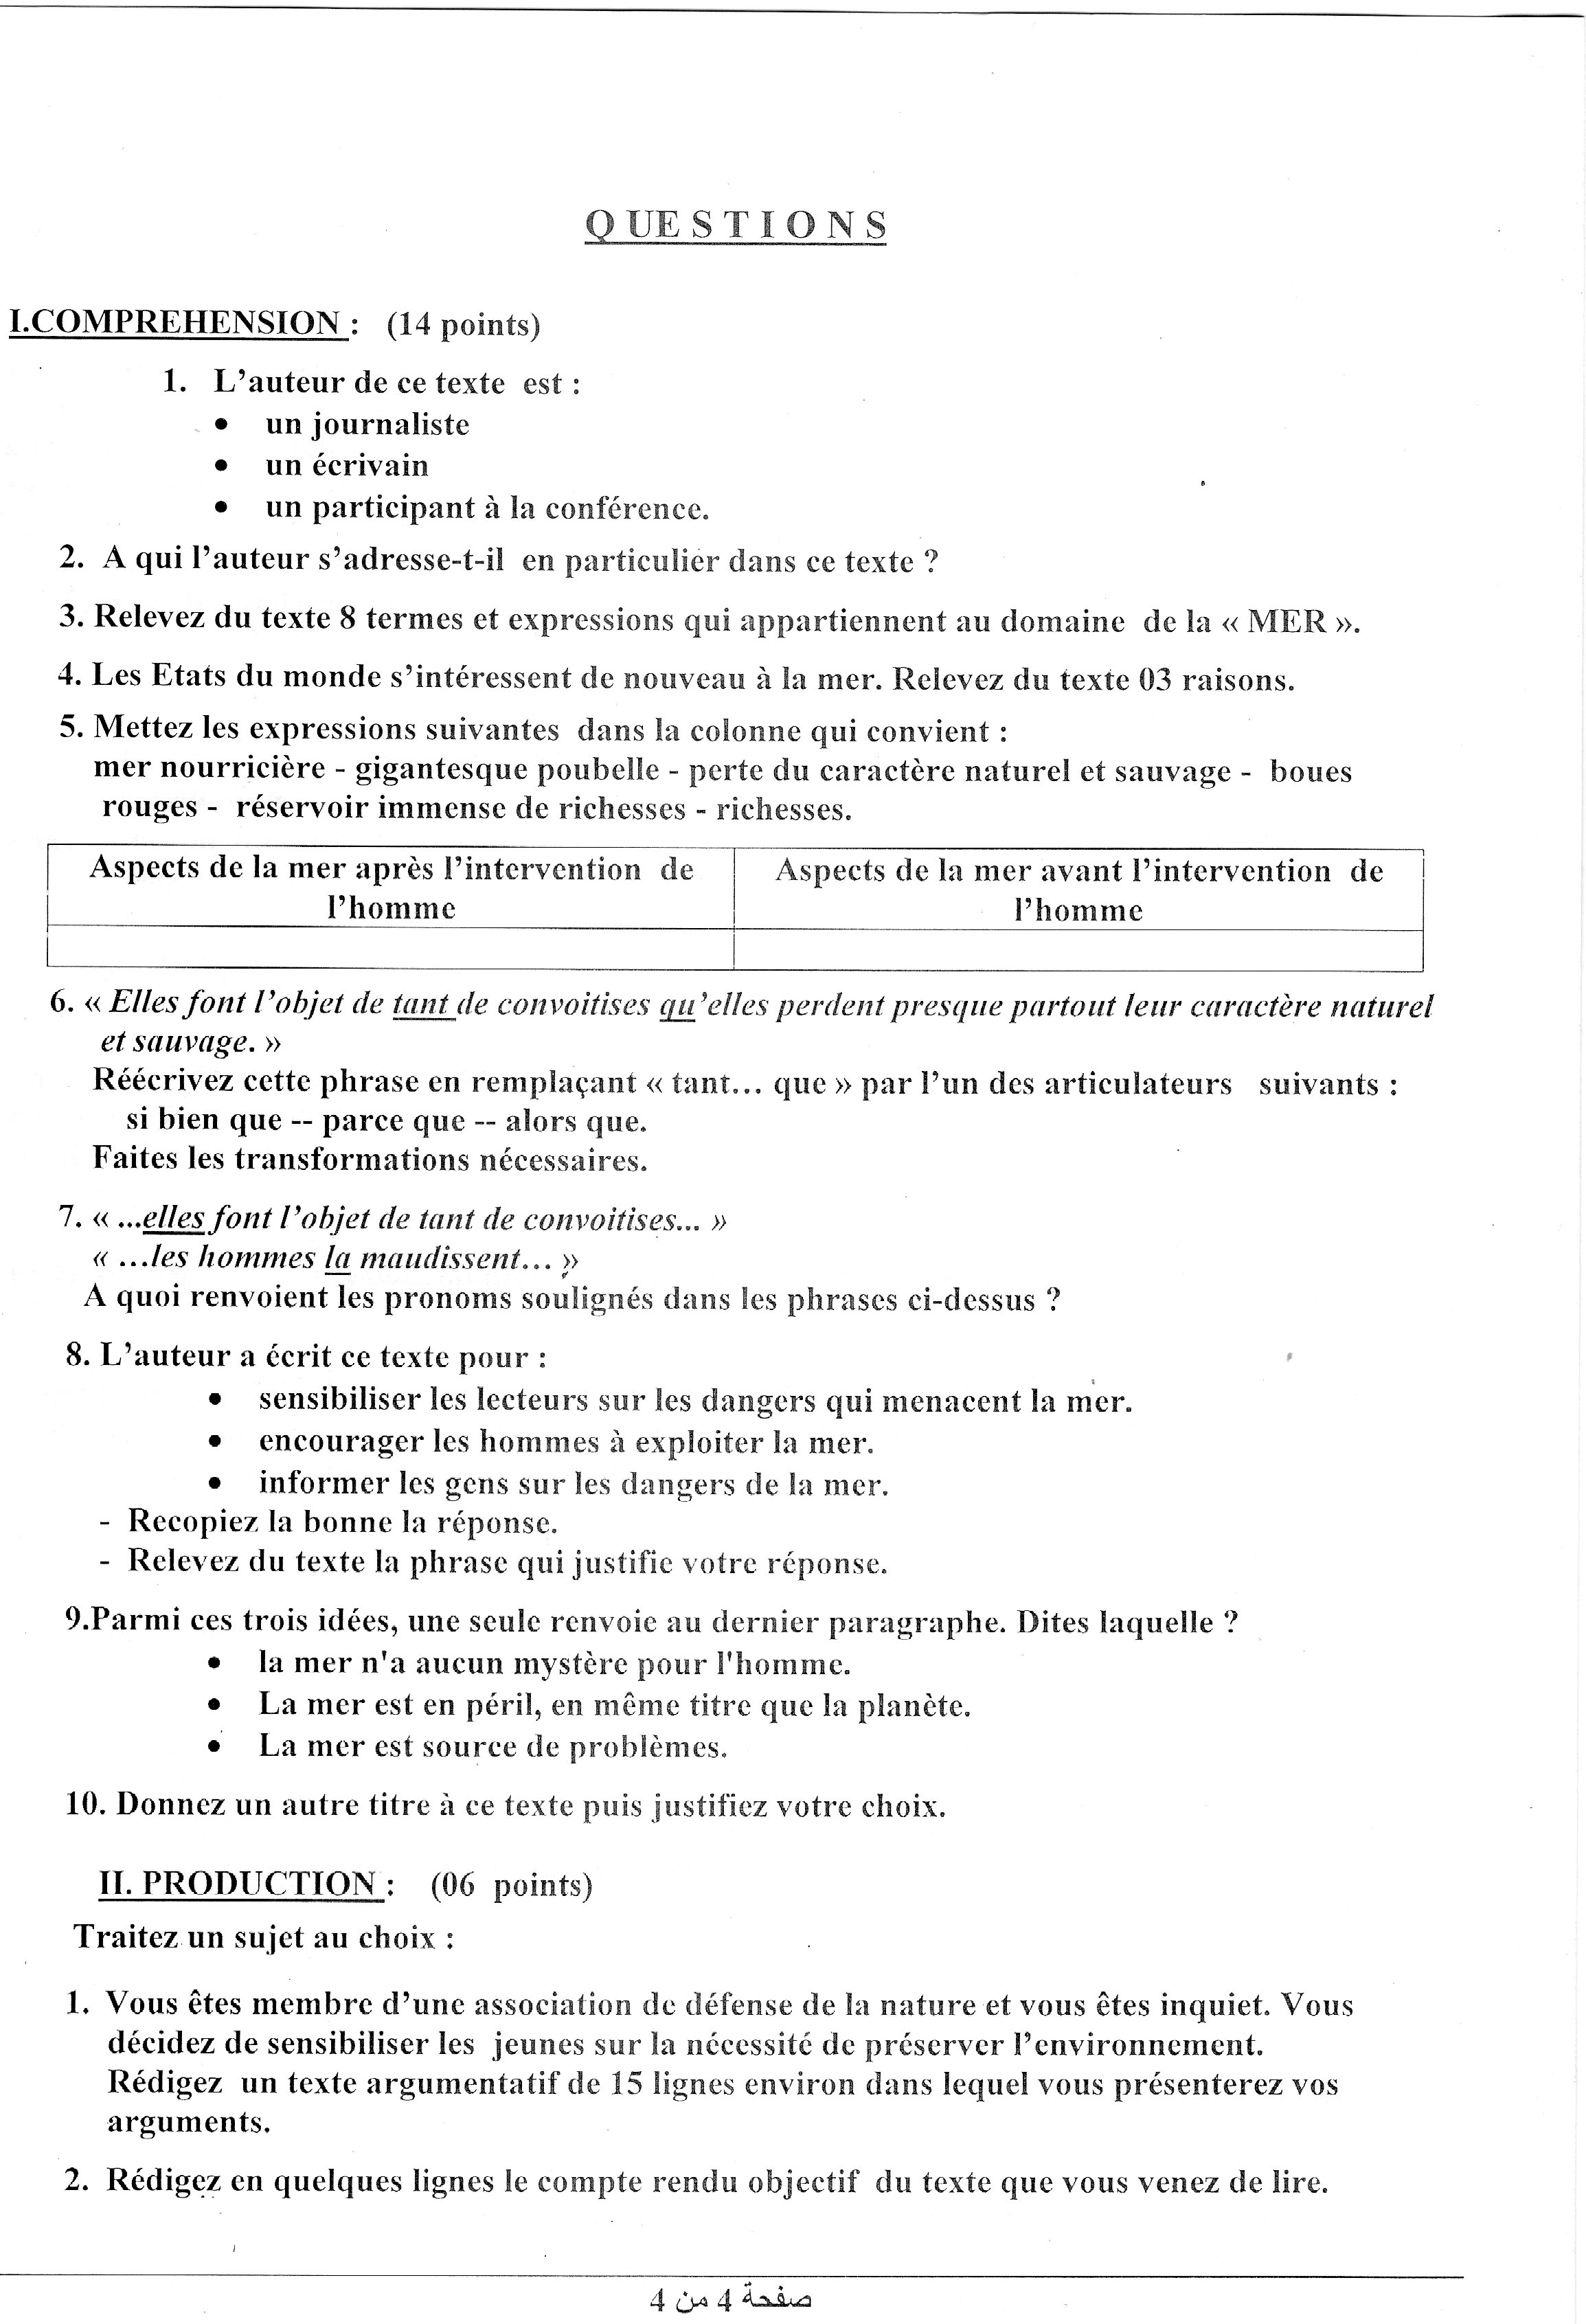 Q UE S T I O N S
I.COMPREHENSION : (14 points)
1. L'auteur de ce texte est :
• un journaliste
• un écrivain
• un participant à la conférence.
2. A qui l'auteur s'adresse-t-il en particulier dans ce texte ?
3. Relevez du texte 8 termes et expressions qui appartiennent au domaine de la « MER ».
4. Les Etats du monde s'intéressent de nouveau à la mer. Relevez du texte 03 raisons.
5. Mettez les expressions suivantes dans la colonne qui convient :
mer nourricière - gigantesque poubelle - perte du caractère naturel et sauvage - boues
rouges - réservoir immense de richesses - richesses.
Aspects de la mer après l'intervention de
l'homme
Aspects de la mer avant l'intervention de
l'homme
6. « Elles font l'objet de tant de convoitises qu'elles perdent presque partout leur caractère naturel
et sauvage. »
Réécrivez cette phrase en remplaçant « tant... que » par l'un des articulateurs suivants :
si bien que -- parce que -- alors que.
Faites les transformations nécessaires.
7. « ...elles font l'objet de tant de convoitises... »
« ...les hommes la maudissent... »
A quoi renvoient les pronoms soulignés dans les phrases ci-dessus ?
8. L'auteur a écrit ce texte pour :
• sensibiliser les lecteurs sur les dangers qui menacent la mer.
• encourager les hommes à exploiter la mer.
• informer les gens sur les dangers de la mer.
- Recopiez la bonne la réponse.
- Relevez du texte la phrase qui justifie votre réponse.
9.Parmi ces trois idées, une seule renvoie au dernier paragraphe. Dites laquelle ?
• la mer n'a aucun mystère pour l'homme.
• La mer est en péril, en même titre que la planète.
• La mer est source de problèmes.
10. Donnez un autre titre à ce texte puis justifiez votre choix.
II. PRODUCTION : (06 points)
Traitez un sujet au choix :
1. Vous êtes membre d'une association de défense de la nature et vous êtes inquiet. Vous
décidez de sensibiliser les jeunes sur la nécessité de préserver l'environnement.
Rédigez un texte argumentatif de 15 lignes environ dans lequel vous présenterez vos
arguments.
2. Rédigez en quelques lignes le compte rendu objectif du texte que vous venez de lire.
صفحة 4 من 4